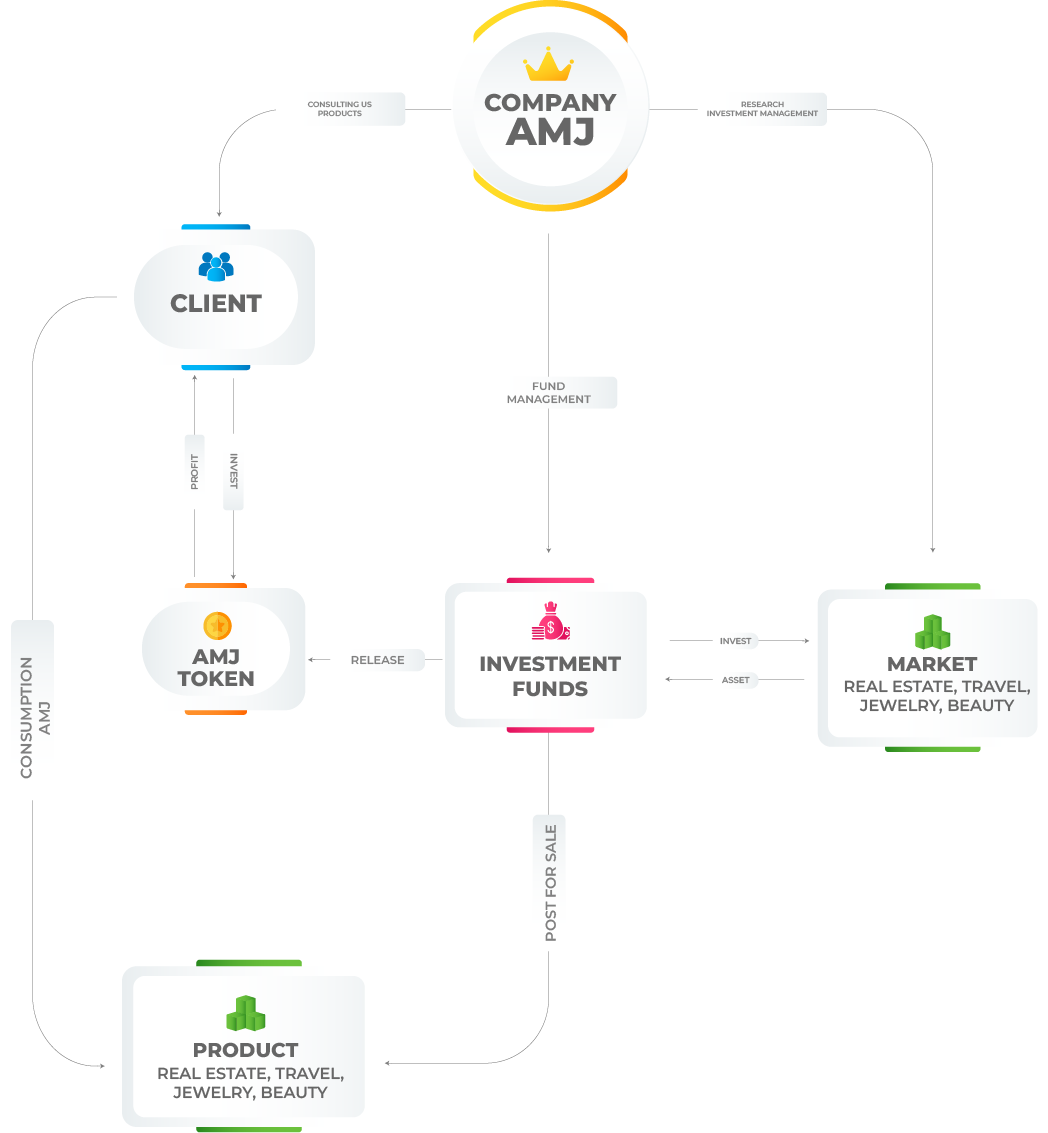 COMPANY
AMJ
CONSULTING US
PRODUCTS
RESEARCH
INVESTMENT MANAGEMENT
CLIENT
FUND
MANAGEMENT
PROFIT
INVEST
AMJ
TOKEN
RELEASE
INVESTMENT
FUNDS
$
INVEST
ASSET
MARKET
REAL ESTATE, TRAVEL,
JEWELRY, BEAUTY
CONSUMPTION
AMJ
POST FOR SALE
PRODUCT
REAL ESTATE, TRAVEL,
JEWELRY, BEAUTY